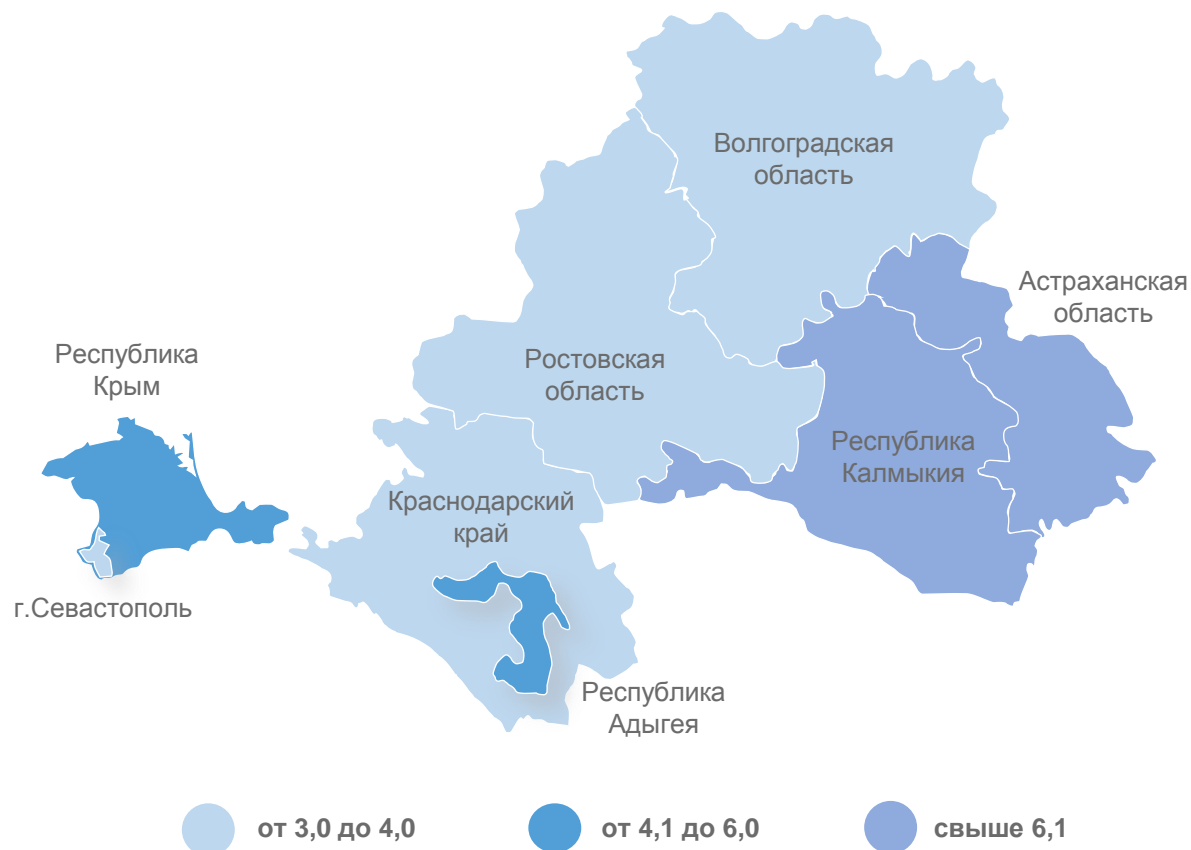 Волгоградская
область
Астраханская
область
Республика
Крым
Ростовская
область
Республика
Калмыкия
Краснодарский
край
г.Севастополь
Республика
Адыгея
от 3,0 до 4,0
от 4,1 до 6,0
свыше 6,1